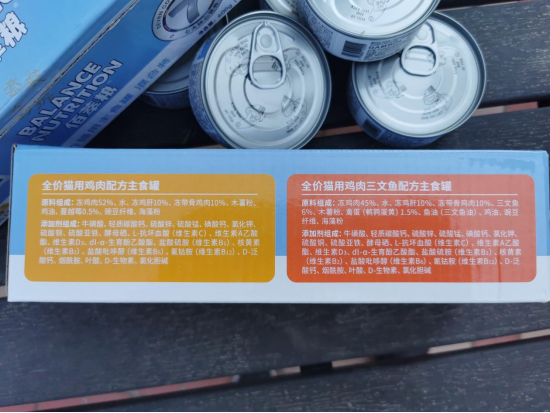 BALANCE
NUTRITION
全价猫用鸡肉配方主食罐
原料组成：冻鸡肉52%、水、冻鸡肝10%、冻带骨鸡肉10%、木薯粉、
鸡油、蔓越莓0.5%、豌豆纤维、海藻粉
添加剂组成：牛磺酸、轻质碳酸钙、硫酸锌、硫酸锰、碘酸钙、氯化钾、
硫酸铜、硫酸亚铁、酵母硒、L-抗坏血酸（维生素C）、维生素A乙酸
酯、维生素D₃、dl-α-生育酚乙酸酯、盐酸硫胺（维生素B₁）、核黄素
（维生素B₂）、盐酸吡哆醇（维生素B₆）、氰钴胺（维生素B₁₂）、D-泛
酸钙、烟酰胺、叶酸、D-生物素、氯化胆碱
全价猫用鸡肉三文鱼配方主食罐
原料组成：冻鸡肉45%、水、冻鸡肝10%、冻带骨鸡肉10%、三文鱼
6%、木薯粉、禽蛋（鹌鹑蛋黄）1.5%、鱼油（三文鱼油）、鸡油、豌豆
纤维、海藻粉
添加剂组成：牛磺酸、轻质碳酸钙、硫酸锌、硫酸锰、碘酸钙、氯化钾、
硫酸铜、硫酸亚铁、酵母硒、L-抗坏血酸（维生素C）、维生素A乙酸
酯、维生素D₃、dl-α-生育酚乙酸酯、盐酸硫胺（维生素B₁）、核黄素
（维生素B₂）、盐酸吡哆醇（维生素B₆）、氰钴胺（维生素B₁₂）、D-泛
酸钙、烟酰胺、叶酸、D-生物素、氯化胆碱